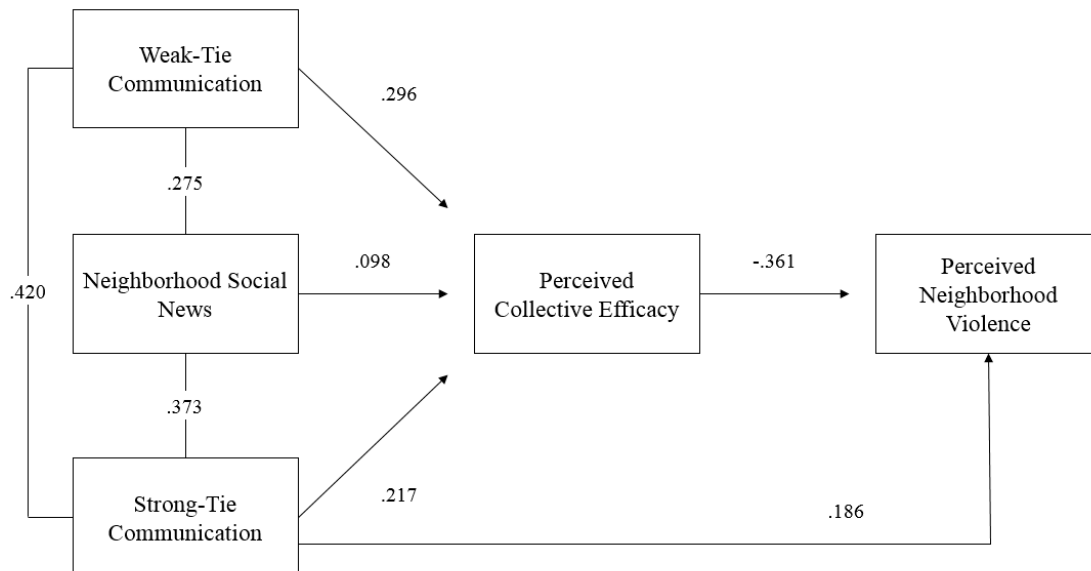 Weak-Tie
Communication
.296
.275
Neighborhood Social
News
.098
Perceived
Collective Efficacy
-.361
Perceived
Neighborhood
Violence
.420
.373
Strong-Tie
Communication
.217
.186